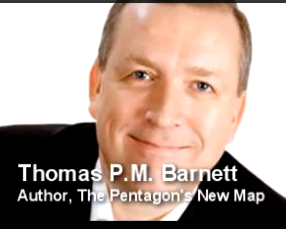 Thomas P.M. Barnett
Author, The Pentagon's New Map